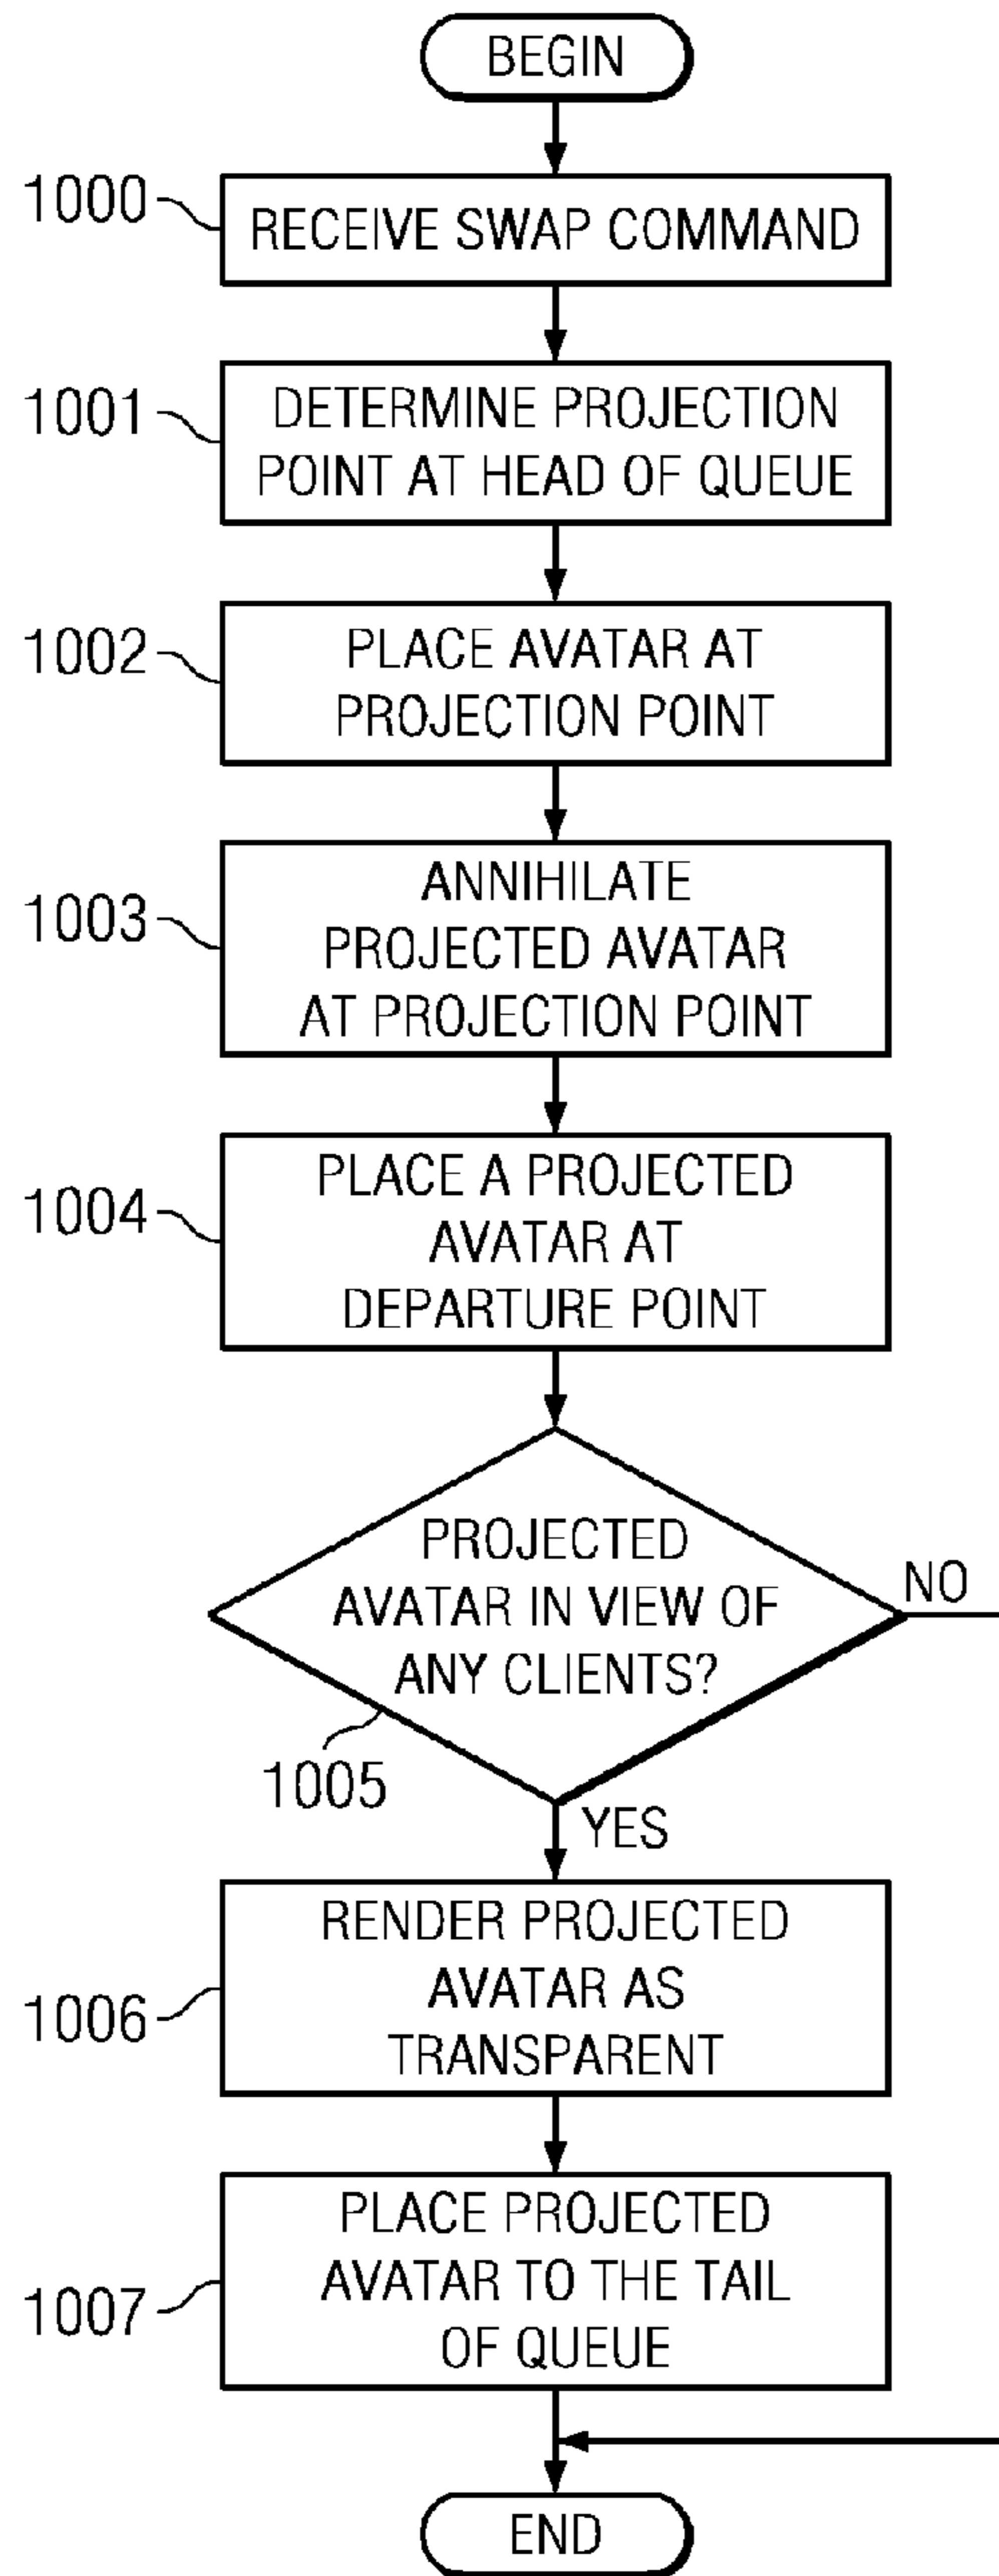 BEGIN
1000
RECEIVE SWAP COMMAND
1001
DETERMINE PROJECTION
POINT AT HEAD OF QUEUE
1002
PLACE AVATAR AT
PROJECTION POINT
1003
ANNIHILATE
PROJECTED AVATAR
AT PROJECTION POINT
1004
PLACE A PROJECTED
AVATAR AT
DEPARTURE POINT
PROJECTED
AVATAR IN VIEW OF
ANY CLIENTS?
NO
1005
YES
RENDER PROJECTED
AVATAR AS
TRANSPARENT
1006
PLACE PROJECTED
AVATAR TO THE TAIL
OF QUEUE
1007
END